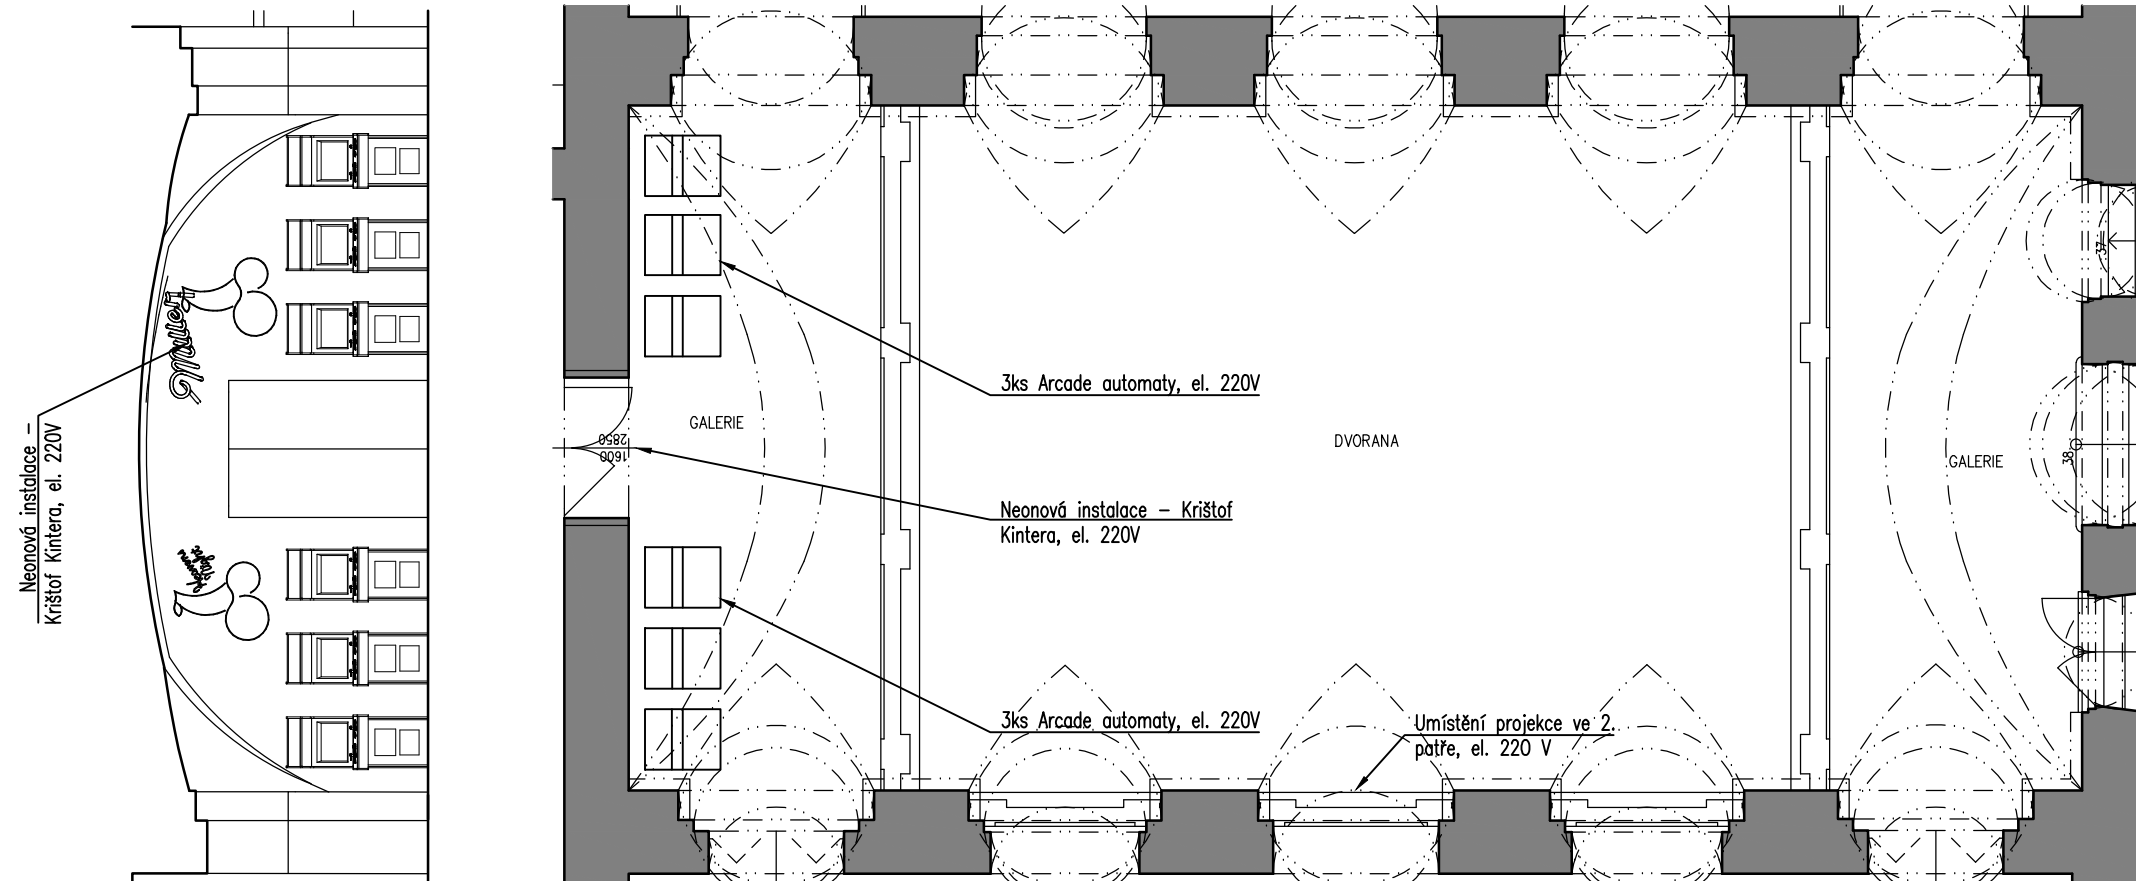 Neonová instalace –
Krištof Kintera, el. 220V
3ks Arcade automaty, el. 220V
GALERIE
2850
1600
DVORANA
Neonová instalace – Krištof
Kintera, el. 220V
3ks Arcade automaty, el. 220V
Umístění projekce ve 2.
patře, el. 220 V
37
GALERIE
38